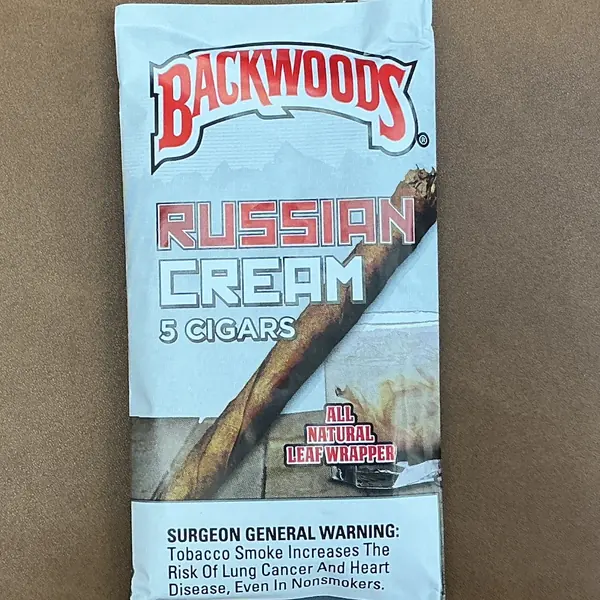 BACKWOODS®
RUSSIAN
CREAM
5 CIGARS
ALL
NATURAL
LEAF WRAPPER
SURGEON GENERAL WARNING:
Tobacco Smoke Increases The
Risk Of Lung Cancer And Heart
Disease, Even In Nonsmokers.